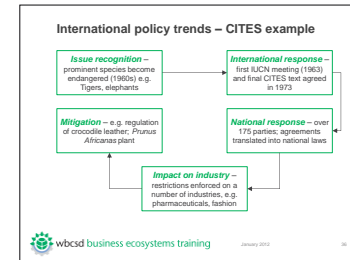 International policy trends – CITES example
Issue recognition –
prominent species become
endangered (1960s) e.g.
Tigers, elephants
International response –
first IUCN meeting (1963)
and final CITES text agreed
in 1973
Mitigation – e.g. regulation
of crocodile leather; Prunus
Africanas plant
National response – over
175 parties; agreements
translated into national laws
Impact on industry –
restrictions enforced on a
number of industries, e.g.
pharmaceuticals, fashion
wbcsd business ecosystems training
January 2012